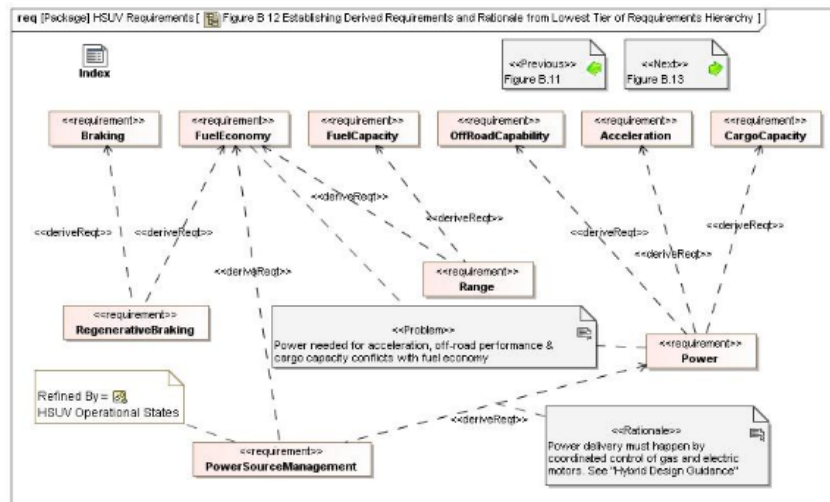 req [Package] HSUV Requirements [ Figure B 12 Establishing Derived Requirements and Rationale from Lowest Tier of Reqquirements Hierarchy ]
Index
<<Previous>>
Figure B.11
<<Next>>
Figure B.13
<<requirement>>
Braking
<<requirement>>
FuelEconomy
<<requirement>>
FuelCapacity
<<requirement>>
OffRoadCapability
<<requirement>>
Acceleration
<<requirement>>
CargoCapacity
<<deriveReqt>>
<<deriveReqt>>
<<deriveReqt>>
<<deriveReqt>>
<<deriveReqt>>
<<deriveReqt>>
<<deriveReqt>>
<<requirement>>
Range
<<requirement>>
RegenerativeBraking
<<Problem>>
Power needed for acceleration, off-road performance &
cargo capacity conflicts with fuel economy
<<requirement>>
Power
Refined By =
HSUV Operational States
<<deriveReqt>>
<<requirement>>
PowerSourceManagement
<<Rationale>>
Power delivery must happen by
coordinated control of gas and electric
motors. See "Hybrid Design Guidance"